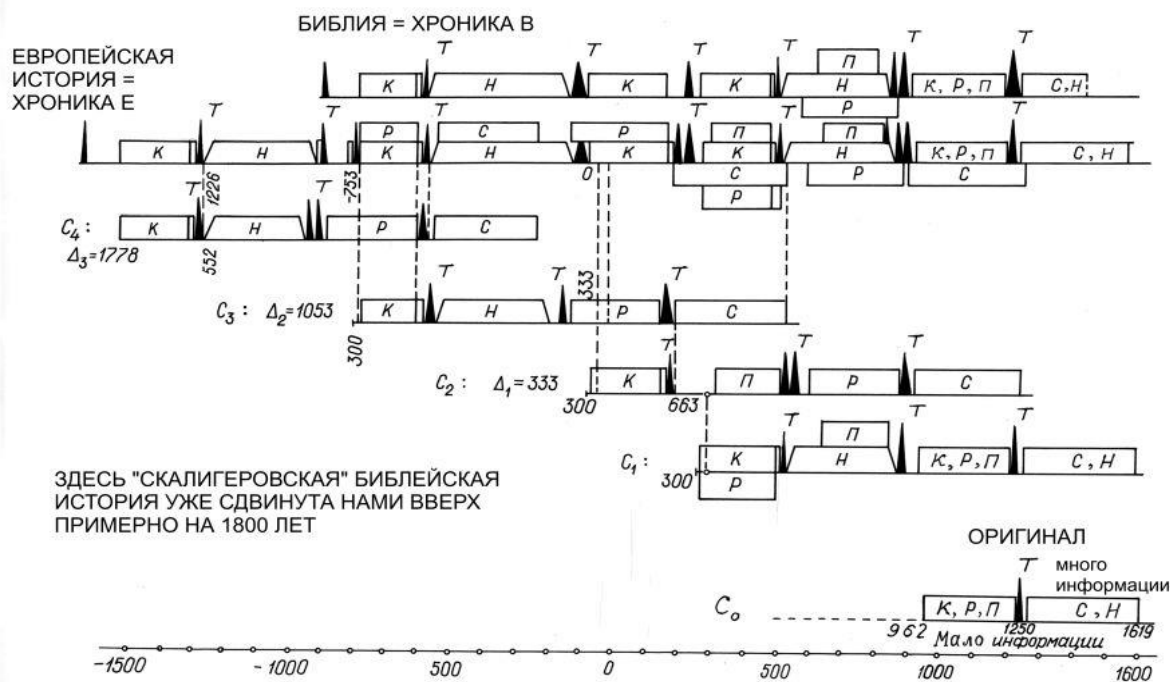 БИБЛИЯ = ХРОНИКА В
ЕВРОПЕЙСКАЯ
ИСТОРИЯ =
ХРОНИКА Е
Т Т Т Т Т Т
К Н К К П Н Р К, Р, П С, Н
Т Т Т Т Т Т
Р С Р П П
К Н К Н К К Н К, Р, П С, Н
С Р С
Р
1226 -753 0
Т Т Т
C₄: К Н Р С
Δ₃=1778
552
333
Т Т Т
C₃: Δ₂=1053 К Н Р С
300
Т Т Т
C₂: Δ₁=333 К П Р С
300 663
Т Т Т
П
C₁: К Н К, Р, П С, Н
300 Р
ЗДЕСЬ "СКАЛИГЕРОВСКАЯ" БИБЛЕЙСКАЯ
ИСТОРИЯ УЖЕ СДВИНУТА НАМИ ВВЕРХ
ПРИМЕРНО НА 1800 ЛЕТ
ОРИГИНАЛ
Т много
информации
C₀ К, Р, П С, Н
962 1250 1619
Мало информации
-1500 -1000 500 0 500 1000 1600